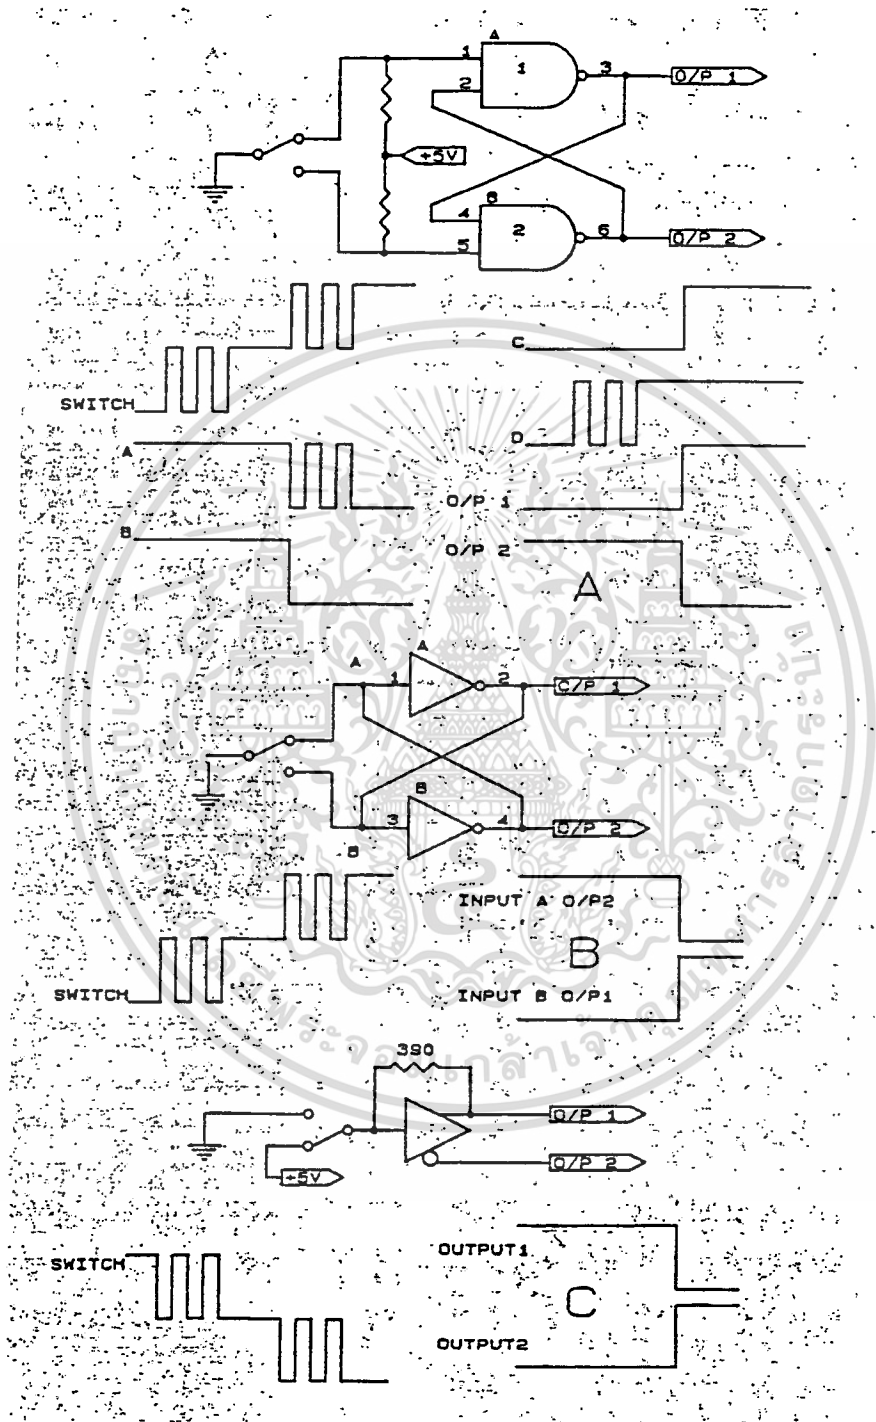 A
1 1 3 O/P 1
2
+5V
B
4 2 6 O/P 2
5
C
SWITCH
D
A
O/P 1
B
O/P 2
A
A A
1 2 O/P 1
B
3 4 O/P 2
B
INPUT A O/P2
B
SWITCH
INPUT B O/P1
390
O/P 1
O/P 2
+5V
OUTPUT1
SWITCH
C
OUTPUT2